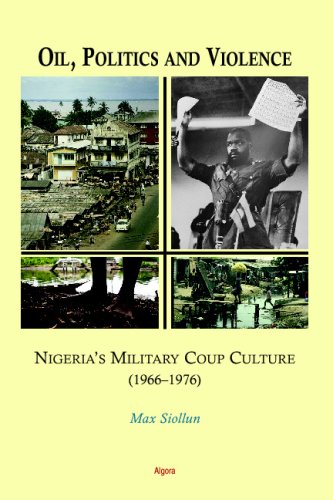 OIL, POLITICS AND VIOLENCE
NIGERIA'S MILITARY COUP CULTURE
(1966–1976)
Max Siollun
Algora